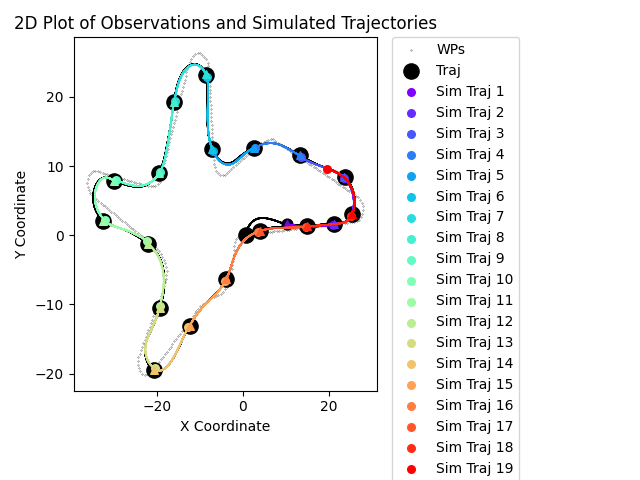 2D Plot of Observations and Simulated Trajectories
WPs
Traj
Sim Traj 1
Sim Traj 2
Sim Traj 3
Sim Traj 4
Sim Traj 5
Sim Traj 6
Sim Traj 7
Sim Traj 8
Sim Traj 9
Sim Traj 10
Sim Traj 11
Sim Traj 12
Sim Traj 13
Sim Traj 14
Sim Traj 15
Sim Traj 16
Sim Traj 17
Sim Traj 18
Sim Traj 19
Y Coordinate
20
10
0
−10
−20
−20
0
20
X Coordinate